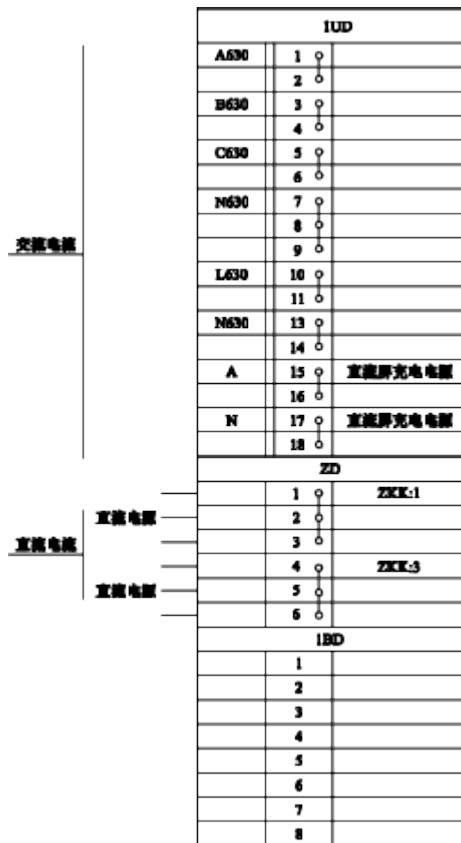 1UD
A630 1
2
B630 3
4
C630 5
6
N630 7
8
交流电流 9
L630 10
11
N630 13
14
A 15 直流屏充电电源
16
N 17 直流屏充电电源
18
ZD
1 ZKK:1
直流电源 2
直流电流 3
4 ZKK:3
直流电源 5
6
1BD
1
2
3
4
5
6
7
8